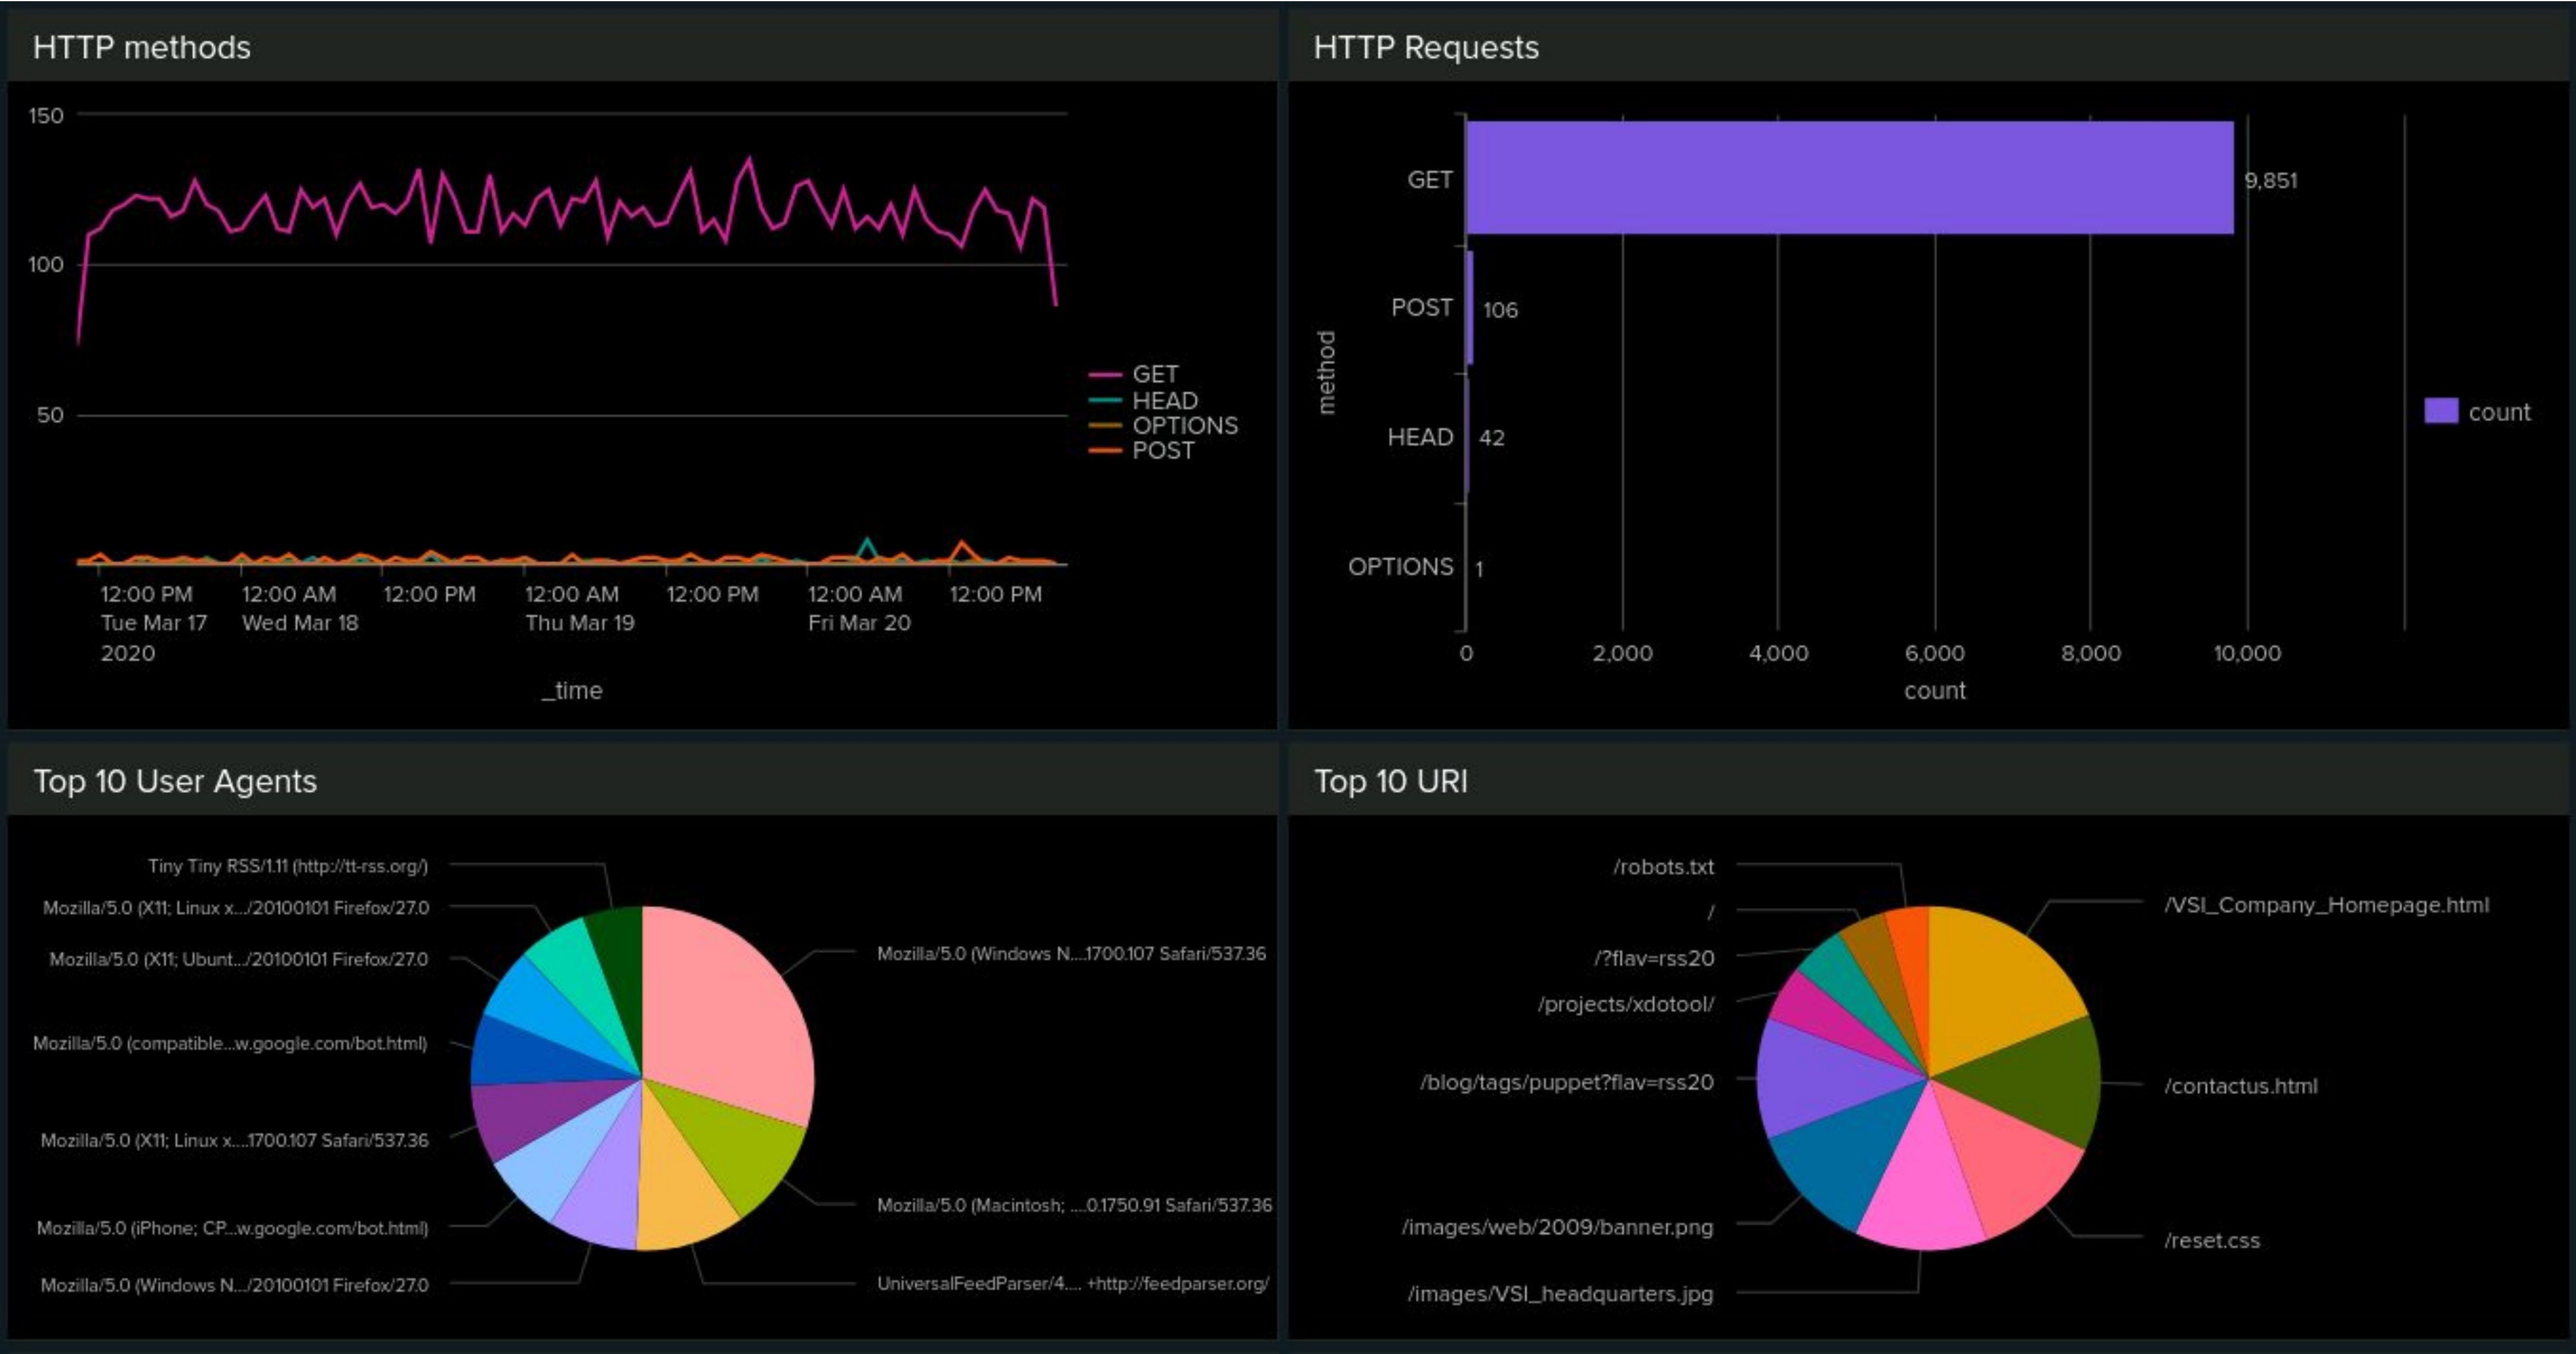 HTTP methods
150
100
50
GET
HEAD
OPTIONS
POST
12:00 PM 12:00 AM 12:00 PM 12:00 AM 12:00 PM 12:00 AM 12:00 PM
Tue Mar 17 Wed Mar 18 Thu Mar 19 Fri Mar 20
2020
_time
HTTP Requests
method
GET 9,851
POST 106
HEAD 42
OPTIONS 1
0 2,000 4,000 6,000 8,000 10,000
count
count
Top 10 User Agents
Tiny Tiny RSS/1.11 (http://tt-rss.org/)
Mozilla/5.0 (X11; Linux x.../20100101 Firefox/27.0
Mozilla/5.0 (X11; Ubunt.../20100101 Firefox/27.0
Mozilla/5.0 (compatible...w.google.com/bot.html)
Mozilla/5.0 (X11; Linux x....1700.107 Safari/537.36
Mozilla/5.0 (iPhone; CP...w.google.com/bot.html)
Mozilla/5.0 (Windows N.../20100101 Firefox/27.0
Mozilla/5.0 (Windows N....1700.107 Safari/537.36
Mozilla/5.0 (Macintosh; ....0.1750.91 Safari/537.36
UniversalFeedParser/4.... +http://feedparser.org/
Top 10 URI
/robots.txt
/
/?flav=rss20
/projects/xdotool/
/blog/tags/puppet?flav=rss20
/images/web/2009/banner.png
/images/VSI_headquarters.jpg
/VSI_Company_Homepage.html
/contactus.html
/reset.css